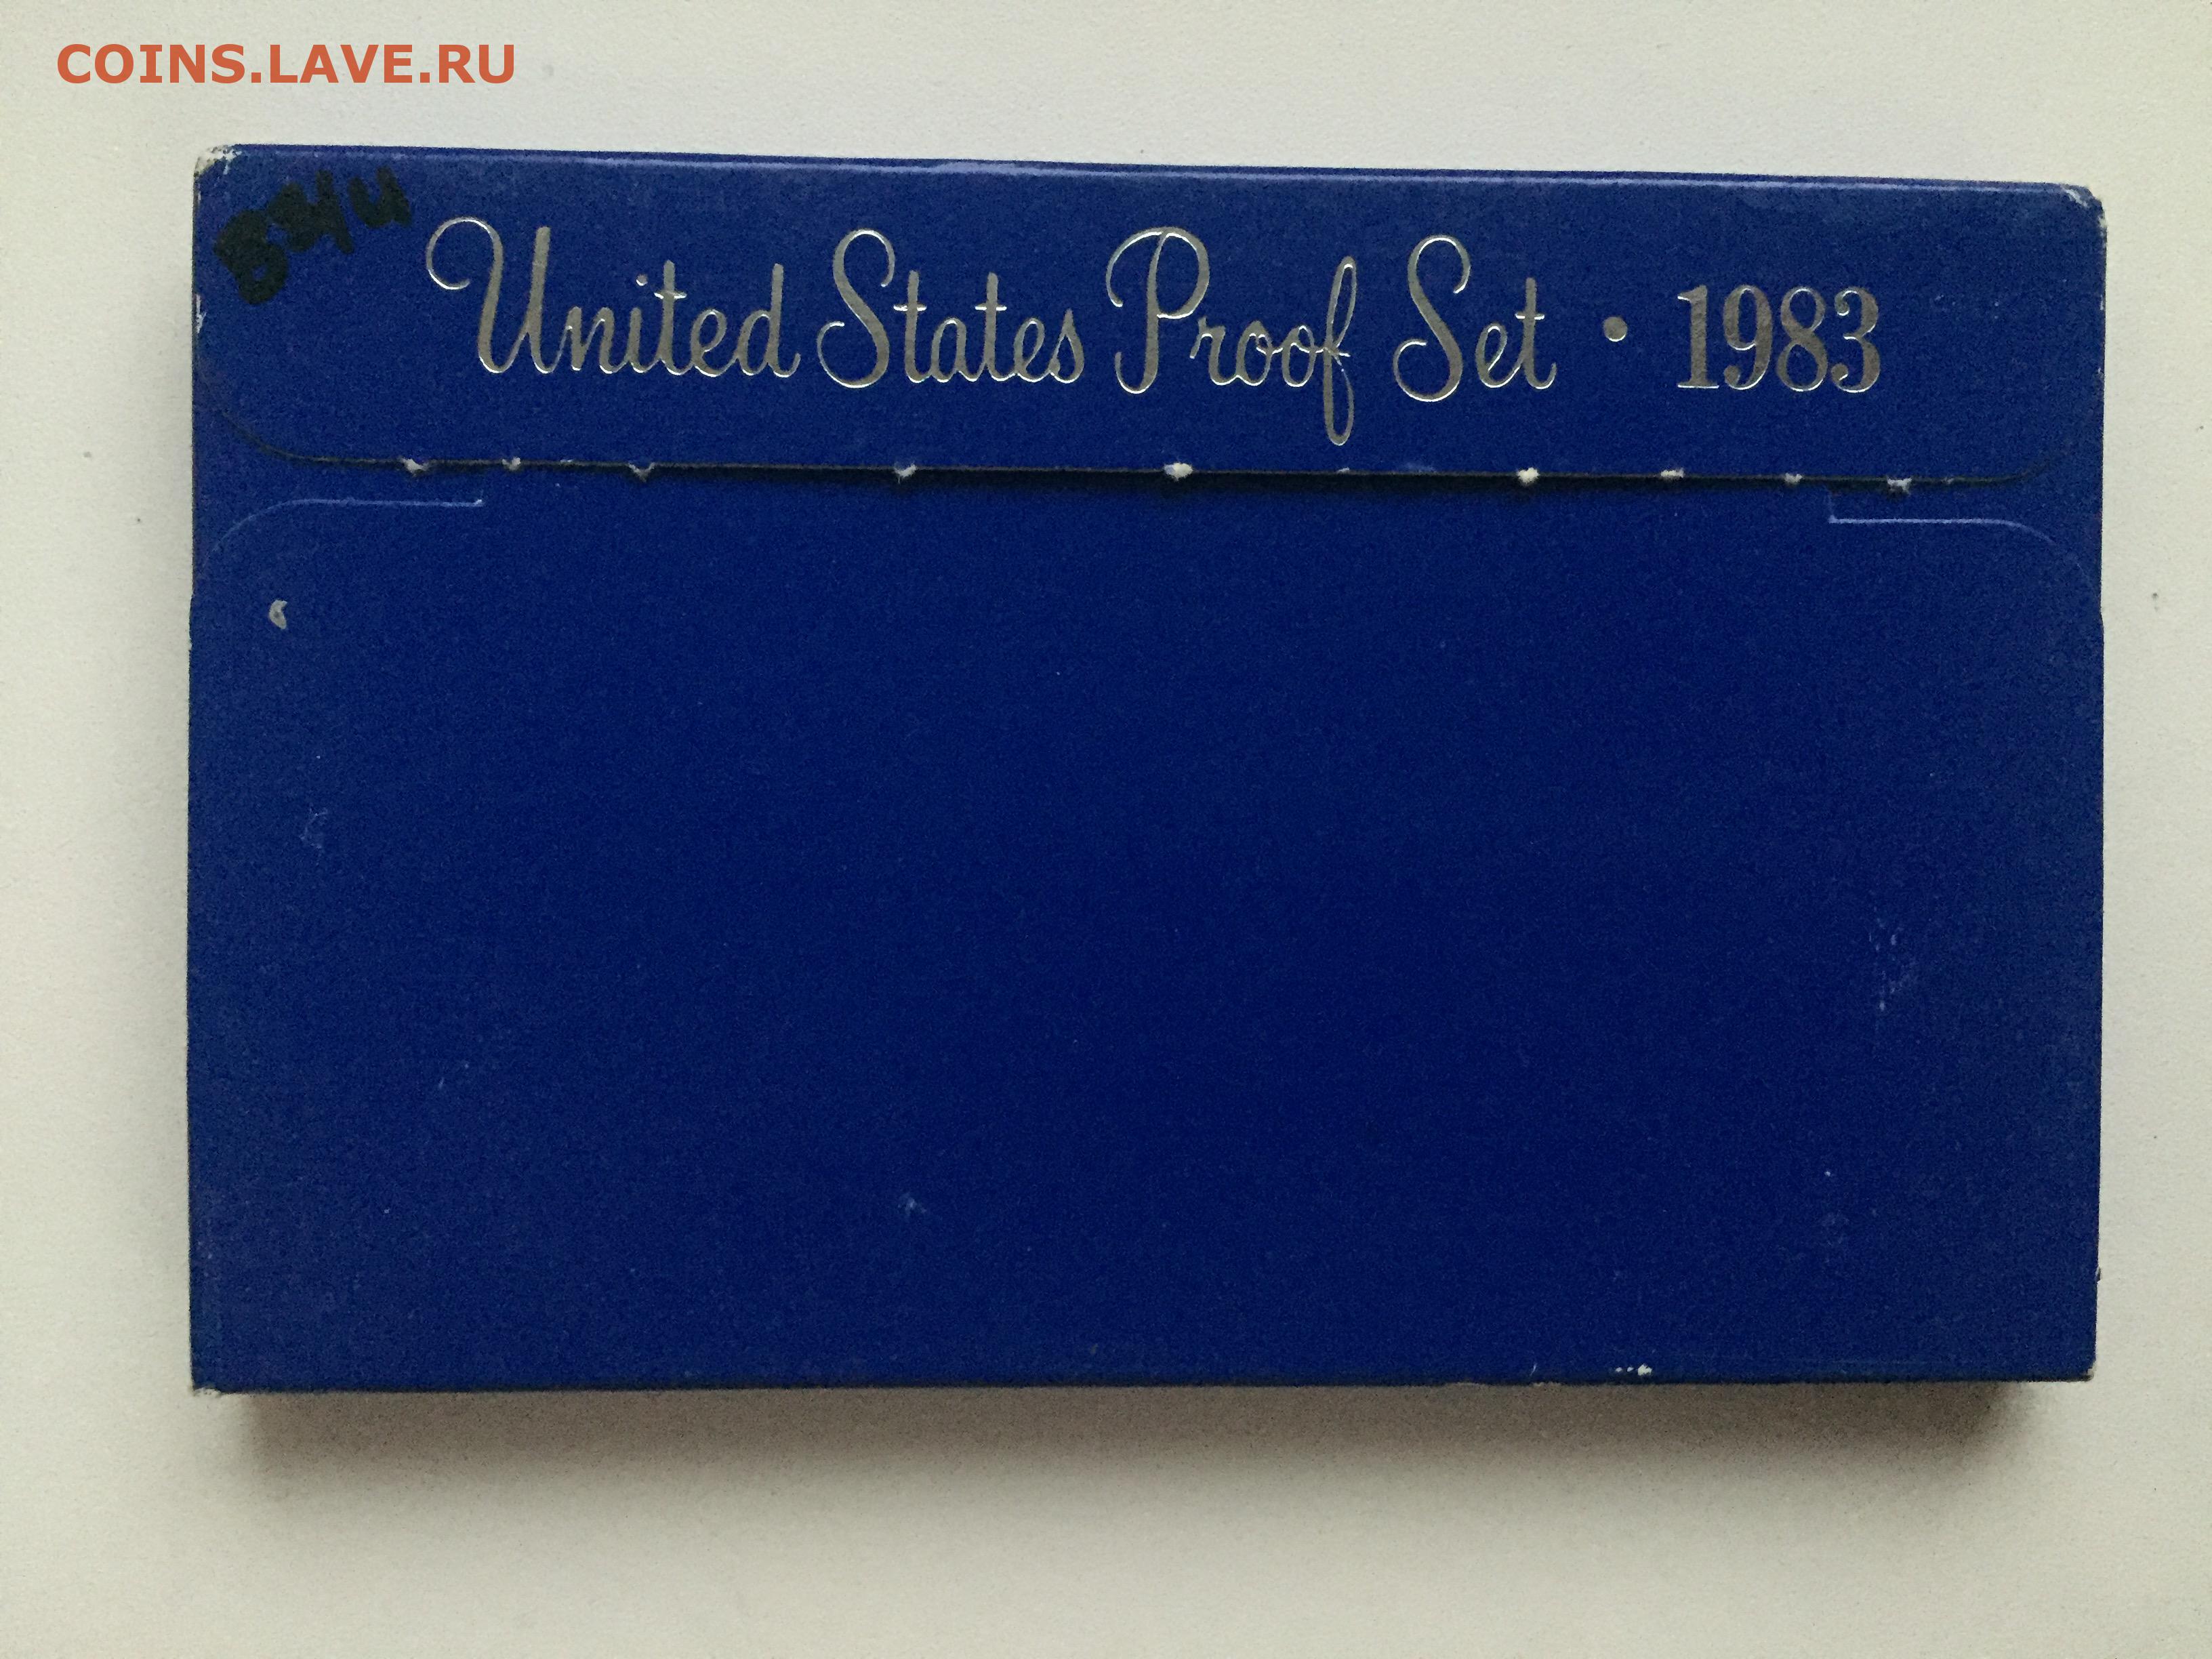 COINS.LAVE.RU
United States Proof Set • 1983